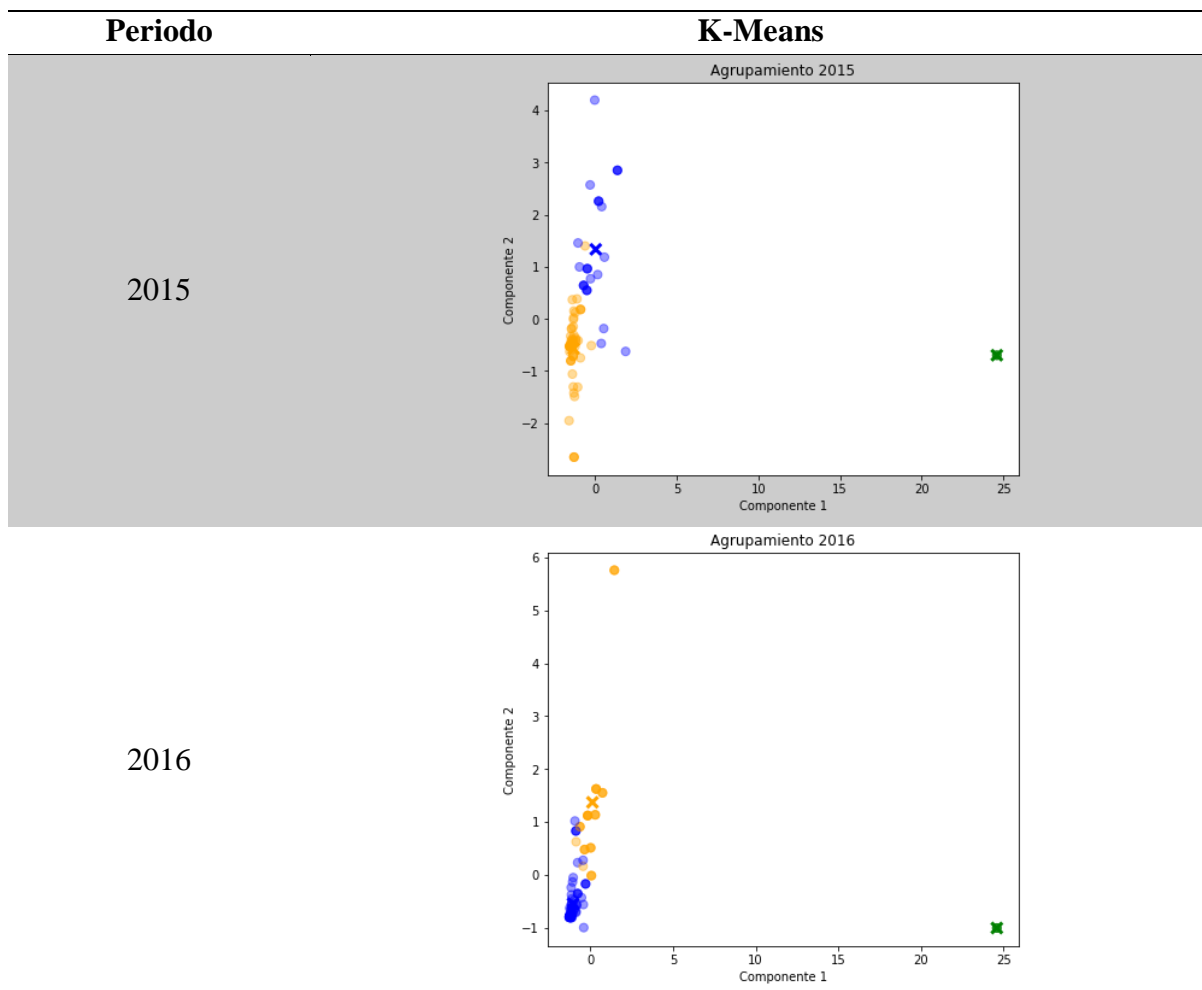 Periodo K-Means
Agrupamiento 2015
4
3
2
1
0
−1
−2
Componente 2
0 5 10 15 20 25
Componente 1
2015
Agrupamiento 2016
6
5
4
3
2
1
0
−1
Componente 2
0 5 10 15 20 25
Componente 1
2016